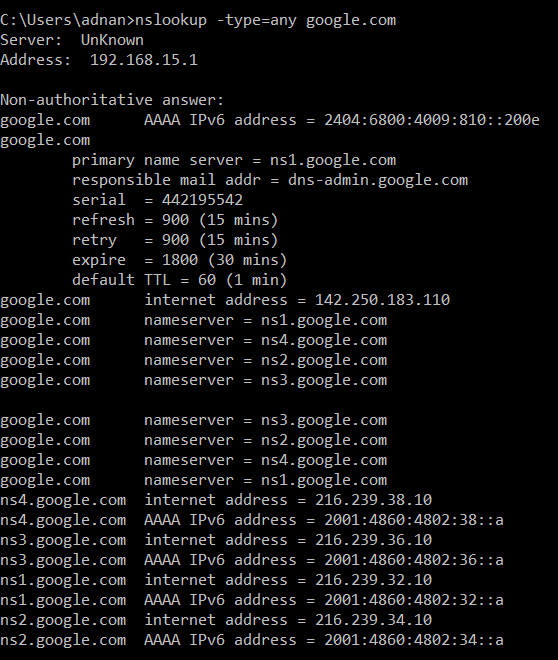 C:\Users\adnan>nslookup -type=any google.com
Server:  UnKnown
Address:  192.168.15.1

Non-authoritative answer:
google.com      AAAA IPv6 address = 2404:6800:4009:810::200e
google.com
        primary name server = ns1.google.com
        responsible mail addr = dns-admin.google.com
        serial  = 442195542
        refresh = 900 (15 mins)
        retry   = 900 (15 mins)
        expire  = 1800 (30 mins)
        default TTL = 60 (1 min)
google.com      internet address = 142.250.183.110
google.com      nameserver = ns1.google.com
google.com      nameserver = ns4.google.com
google.com      nameserver = ns2.google.com
google.com      nameserver = ns3.google.com

google.com      nameserver = ns3.google.com
google.com      nameserver = ns2.google.com
google.com      nameserver = ns4.google.com
google.com      nameserver = ns1.google.com
ns4.google.com  internet address = 216.239.38.10
ns4.google.com  AAAA IPv6 address = 2001:4860:4802:38::a
ns3.google.com  internet address = 216.239.36.10
ns3.google.com  AAAA IPv6 address = 2001:4860:4802:36::a
ns1.google.com  internet address = 216.239.32.10
ns1.google.com  AAAA IPv6 address = 2001:4860:4802:32::a
ns2.google.com  internet address = 216.239.34.10
ns2.google.com  AAAA IPv6 address = 2001:4860:4802:34::a